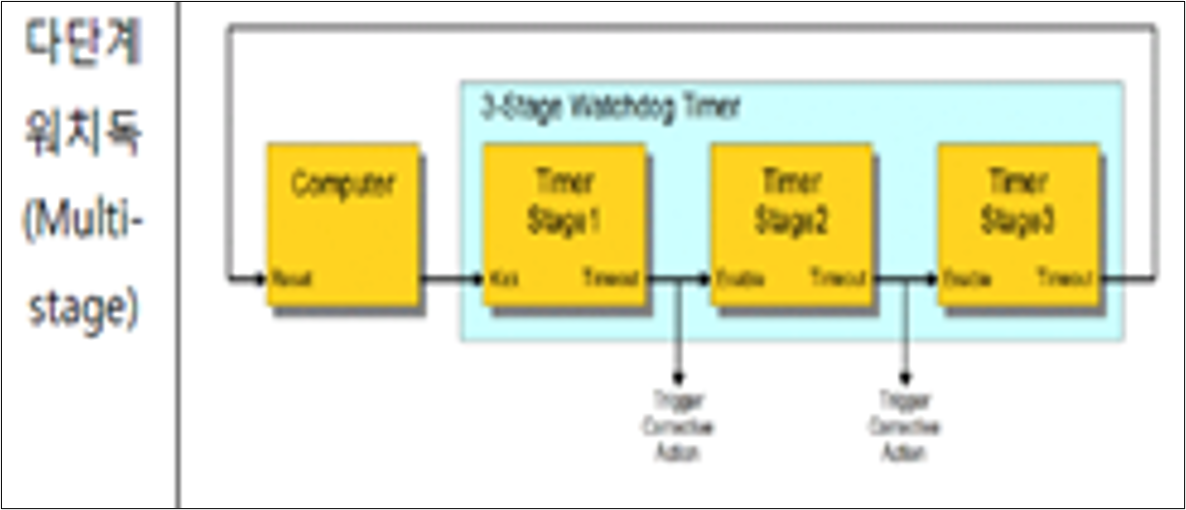 다단계
워치독
(Multi-
stage)
3-Stage Watchdog Timer
Computer
Reset
Timer
Stage1
Kick
Timeout
Timer
Stage2
Enable
Timeout
Timer
Stage3
Enable
Timeout
Trigger
Corrective
Action
Trigger
Corrective
Action